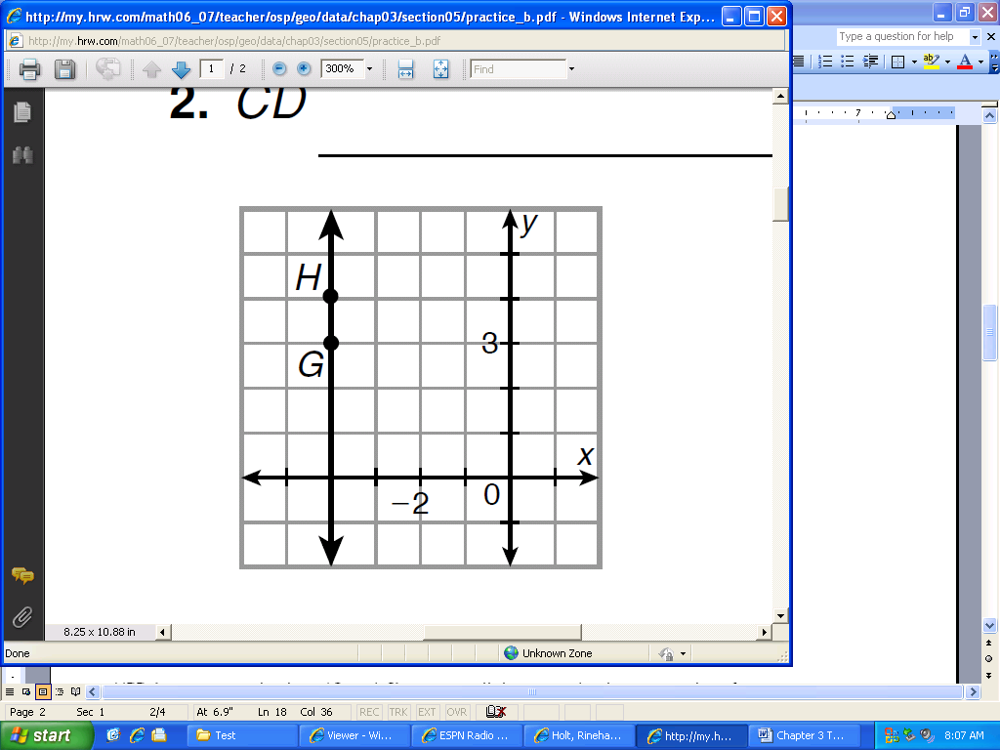 http://my.hrw.com/math06_07/teacher/osp/geo/data/chap03/section05/practice_b.pdf - Windows Internet Exp...
http://my.hrw.com/math06_07/teacher/osp/geo/data/chap03/section05/practice_b.pdf
Type a question for help
1 / 2 300% Find
7
2. CD
y
H
3
G
x
−2 0
8.25 x 10.88 in
Done Unknown Zone
Page 2 Sec 1 2/4 At 6.9" Ln 18 Col 36 REC TRK EXT OVR
start Test Viewer - Wi... ESPN Radio ... Holt, Rineha... http://my.h... Chapter 3 T... 8:07 AM